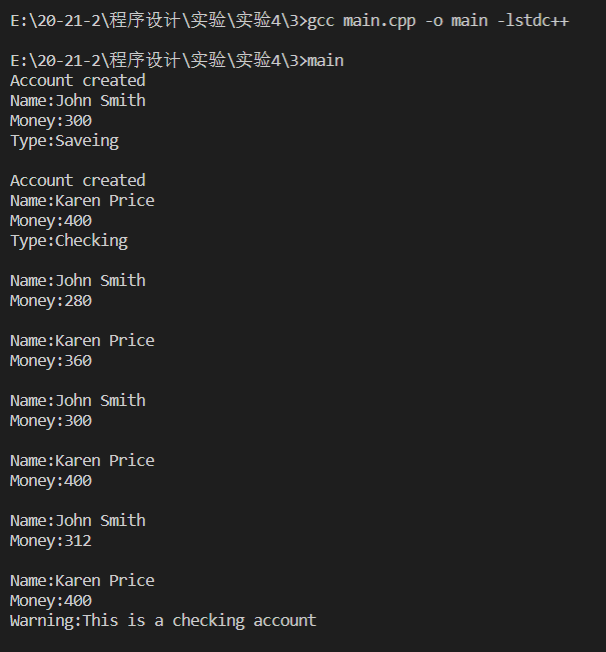 E:\20-21-2\程序设计\实验\实验4\3>gcc main.cpp -o main -lstdc++
E:\20-21-2\程序设计\实验\实验4\3>main
Account created
Name:John Smith
Money:300
Type:Saveing
Account created
Name:Karen Price
Money:400
Type:Checking
Name:John Smith
Money:280
Name:Karen Price
Money:360
Name:John Smith
Money:300
Name:Karen Price
Money:400
Name:John Smith
Money:312
Name:Karen Price
Money:400
Warning:This is a checking account